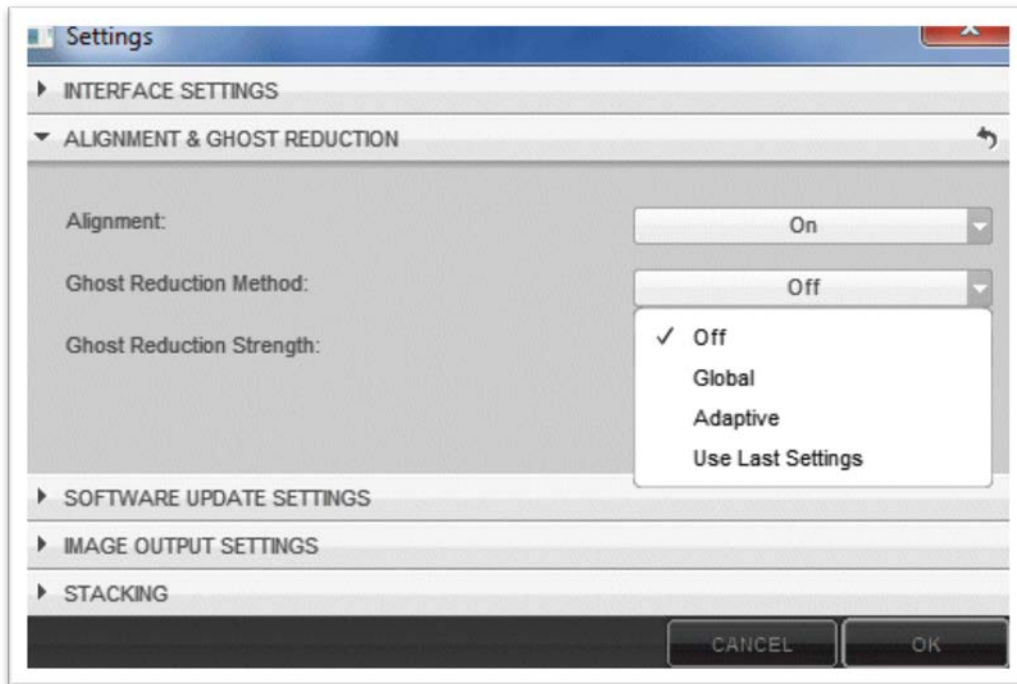 Settings
INTERFACE SETTINGS
ALIGNMENT & GHOST REDUCTION
Alignment:
On
Ghost Reduction Method:
Off
Ghost Reduction Strength:
Off
Global
Adaptive
Use Last Settings
SOFTWARE UPDATE SETTINGS
IMAGE OUTPUT SETTINGS
STACKING
CANCEL
OK